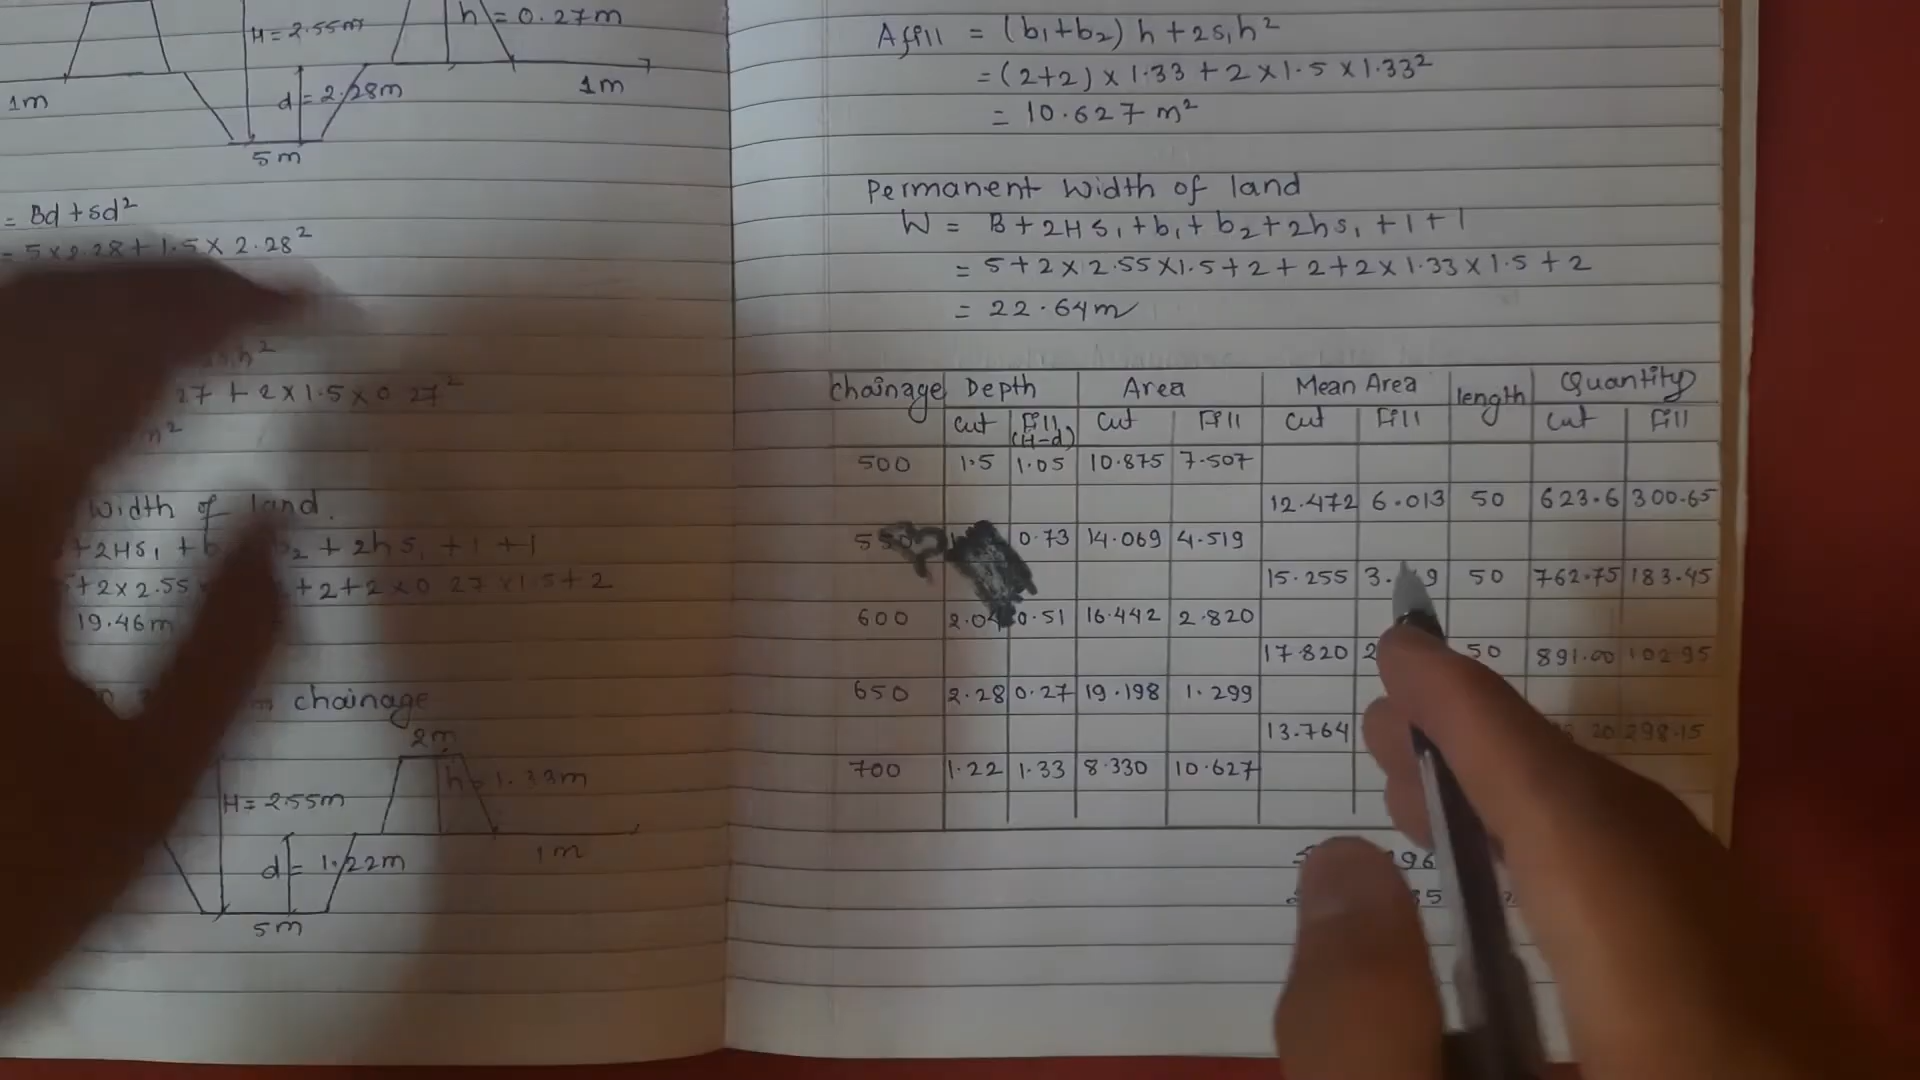 H = 2.55m
h = 0.27m
1m
d = 2.28m
1m
5m
= Bd + sd²
= 5 × 2.28 + 1.5 × 2.28²
h²
27 + 2 × 1.5 × 0.27²
width of land.
+ 2HS₁ + b₂ + 2hs₁ + 1 + 1
+ 2 × 2.55 + 2 + 2 × 0.27 × 1.5 + 2
19.46m
chainage
2m
h = 1.33m
H = 2.55m
1m
d = 1.22m
5m
Afill = (b₁+b₂) h + 2s₁h²
= (2+2) × 1.33 + 2 × 1.5 × 1.33²
= 10.627 m²
Permanent width of land
W = B + 2HS₁ + b₁ + b₂ + 2hs₁ + 1 + 1
= 5 + 2 × 2.55 × 1.5 + 2 + 2 + 2 × 1.33 × 1.5 + 2
= 22.64m
chainage Depth Area Mean Area length Quantity
cut Fill (H-d) cut Fill cut Fill cut Fill
500 1.5 1.05 10.875 7.507
12.472 6.013 50 623.6 300.65
550 0.73 14.069 4.519
15.255 50 762.75 183.45
600 2.04 0.51 16.442 2.820
17.820 50 891.00 102.95
650 2.28 0.27 19.198 1.299
13.764 298.15
700 1.22 1.33 8.330 10.627